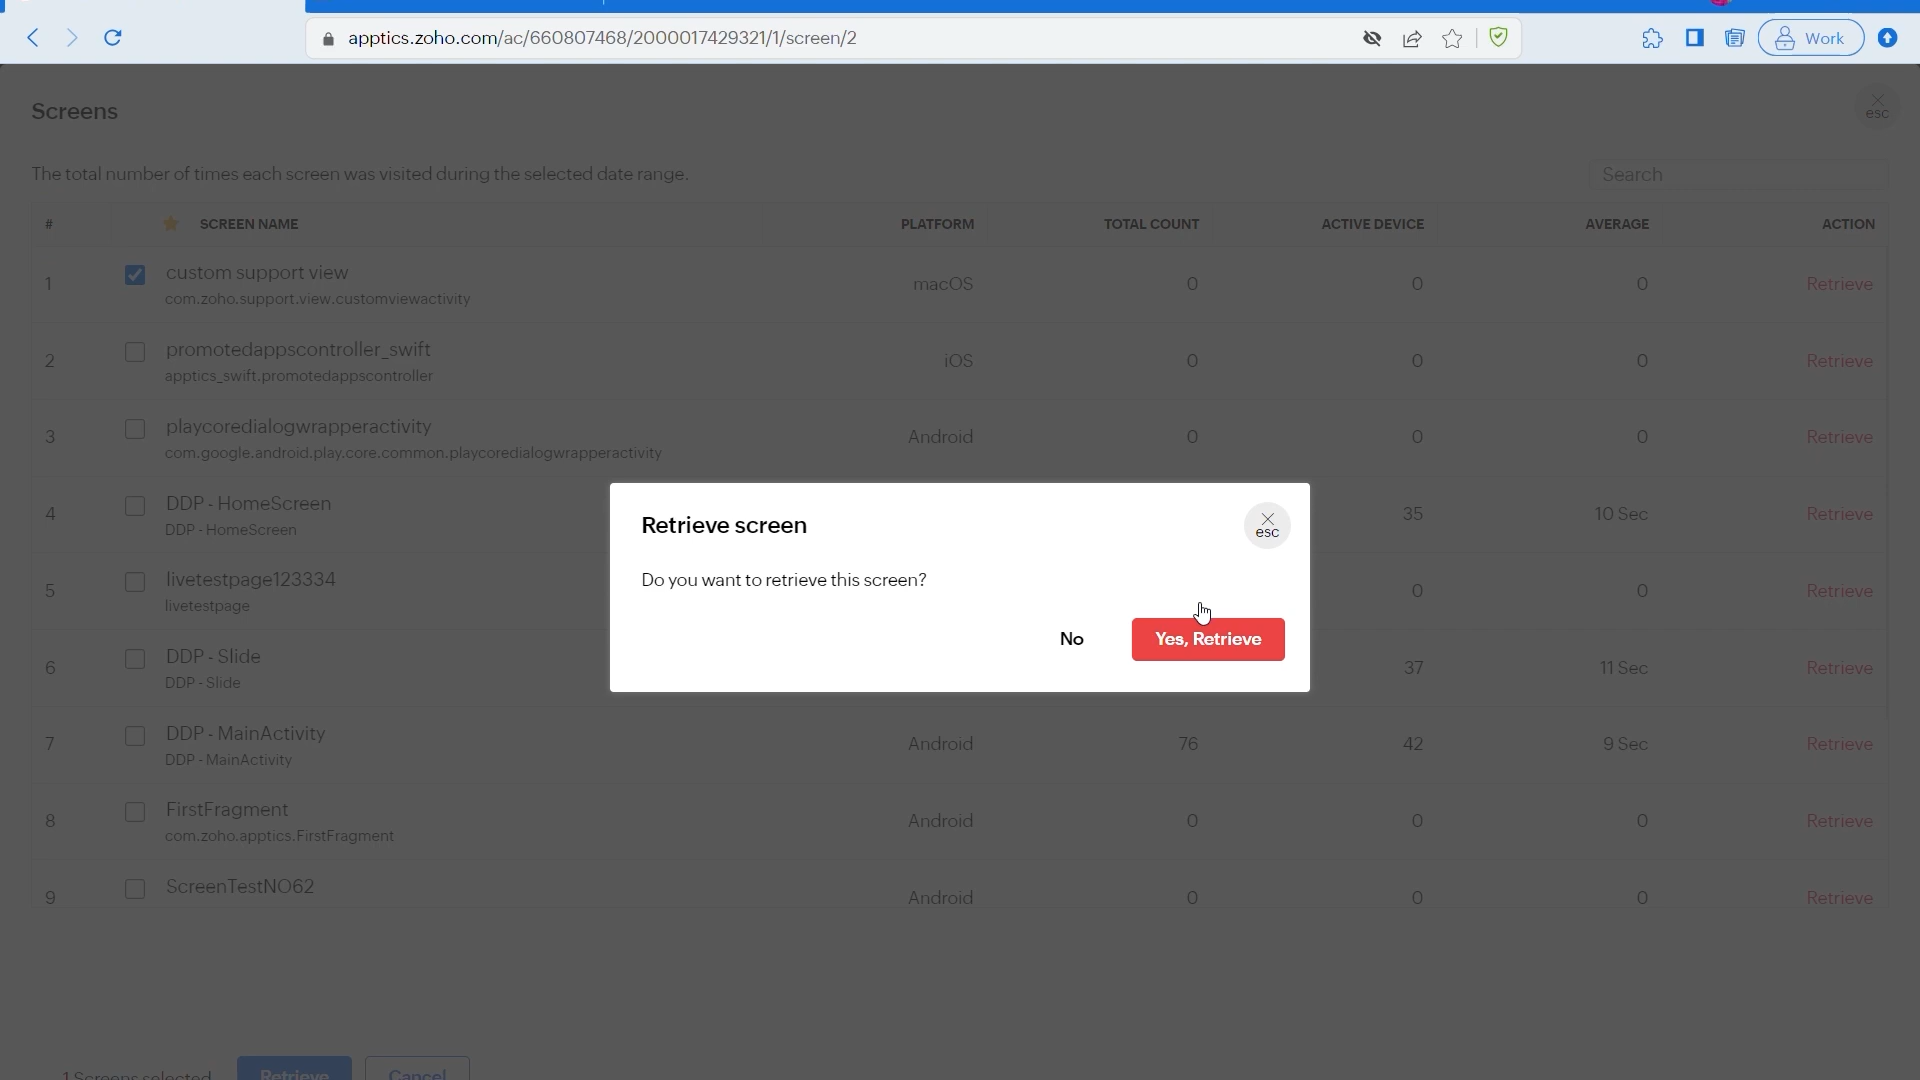 apptics.zoho.com/ac/660807468/2000017429321/1/screen/2
Work
Screens
esc
The total number of times each screen was visited during the selected date range.
Search
# SCREEN NAME PLATFORM TOTAL COUNT ACTIVE DEVICE AVERAGE ACTION
1 custom support view macOS 0 0 0 Retrieve
com.zoho.support.view.customviewactivity
2 promotedappscontroller_swift iOS 0 0 0 Retrieve
apptics_swift.promotedappscontroller
3 playcoredialogwrapperactivity Android 0 0 0 Retrieve
com.google.android.play.core.common.playcoredialogwrapperactivity
4 DDP - HomeScreen 35 10 Sec Retrieve
DDP - HomeScreen
Retrieve screen
esc
Do you want to retrieve this screen?
No Yes, Retrieve
5 livetestpage123334 0 0 Retrieve
livetestpage
6 DDP - Slide 37 11 Sec Retrieve
DDP - Slide
7 DDP - MainActivity Android 76 42 9 Sec Retrieve
DDP - MainActivity
8 FirstFragment Android 0 0 0 Retrieve
com.zoho.apptics.FirstFragment
9 ScreenTestNO62 Android 0 0 0 Retrieve
1 Screens selected Retrieve Cancel